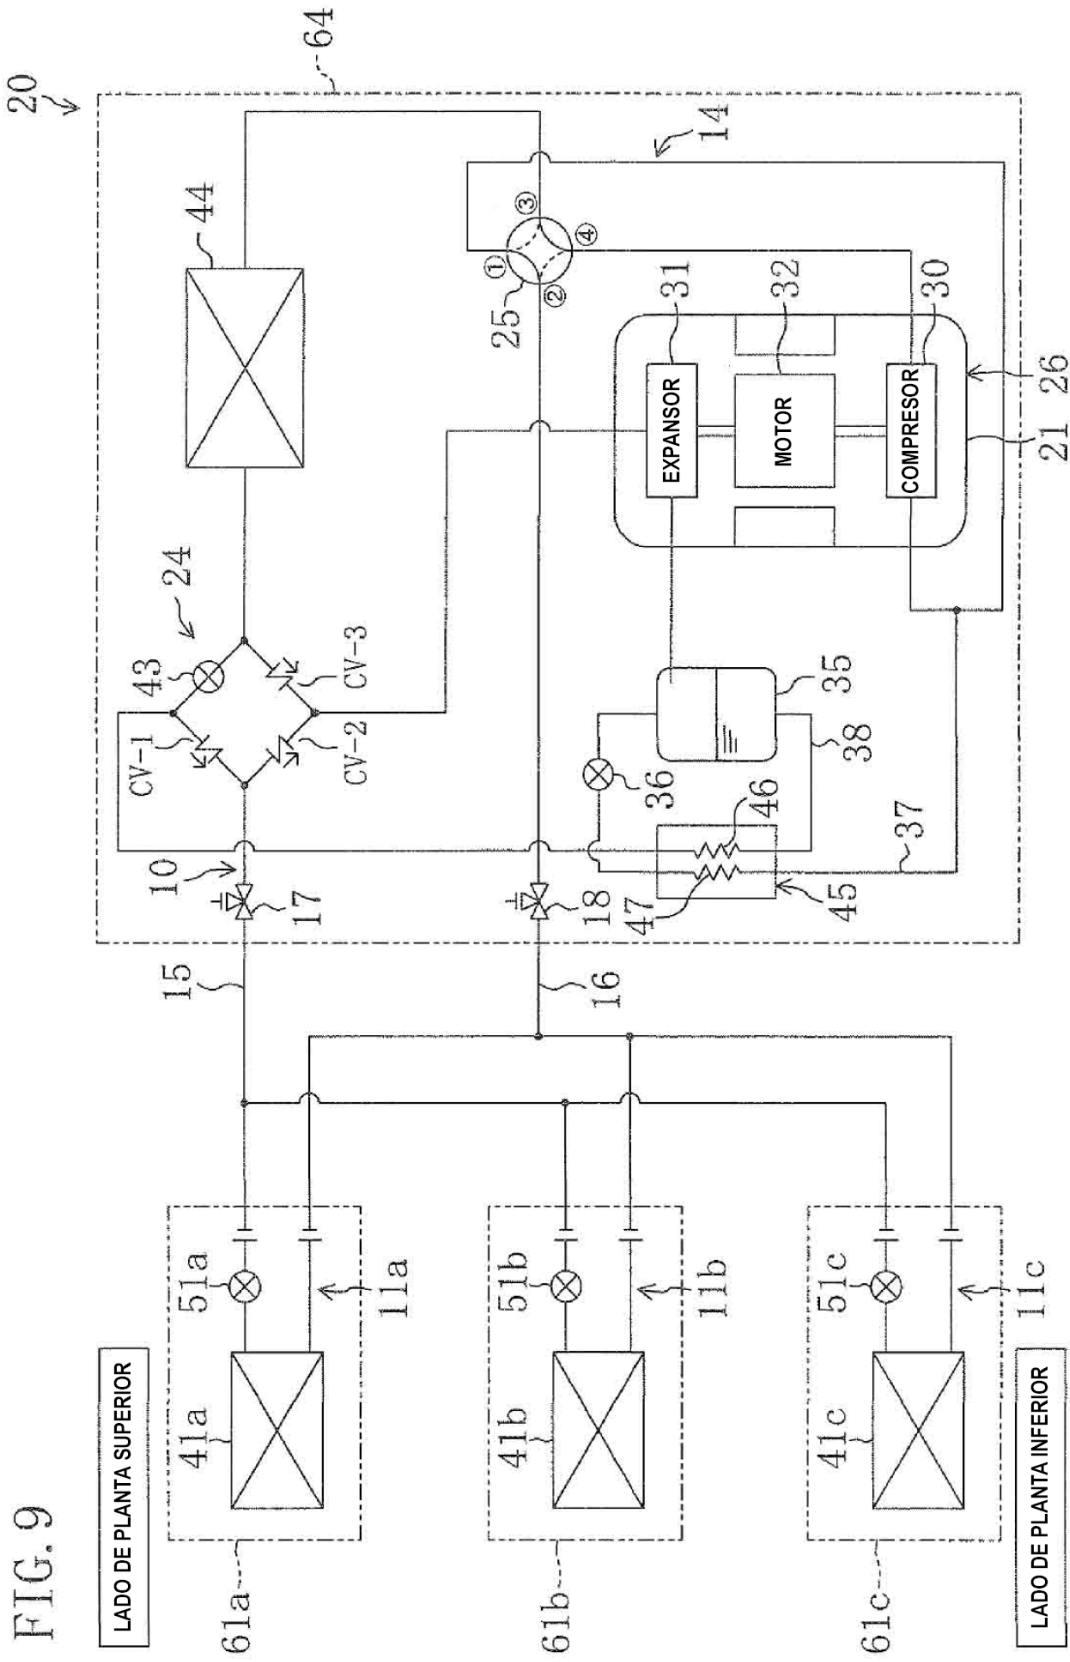 FIG. 9
20
64
14
44
24
43
CV-1
CV-2
CV-3
10
17
18
15
16
25
①
②
③
④
31
32
30
26
21
EXPANSOR
MOTOR
COMPRESOR
35
36
38
37
46
47
45
51a
11a
41a
61a
51b
11b
41b
61b
51c
11c
41c
61c
LADO DE PLANTA SUPERIOR
LADO DE PLANTA INFERIOR